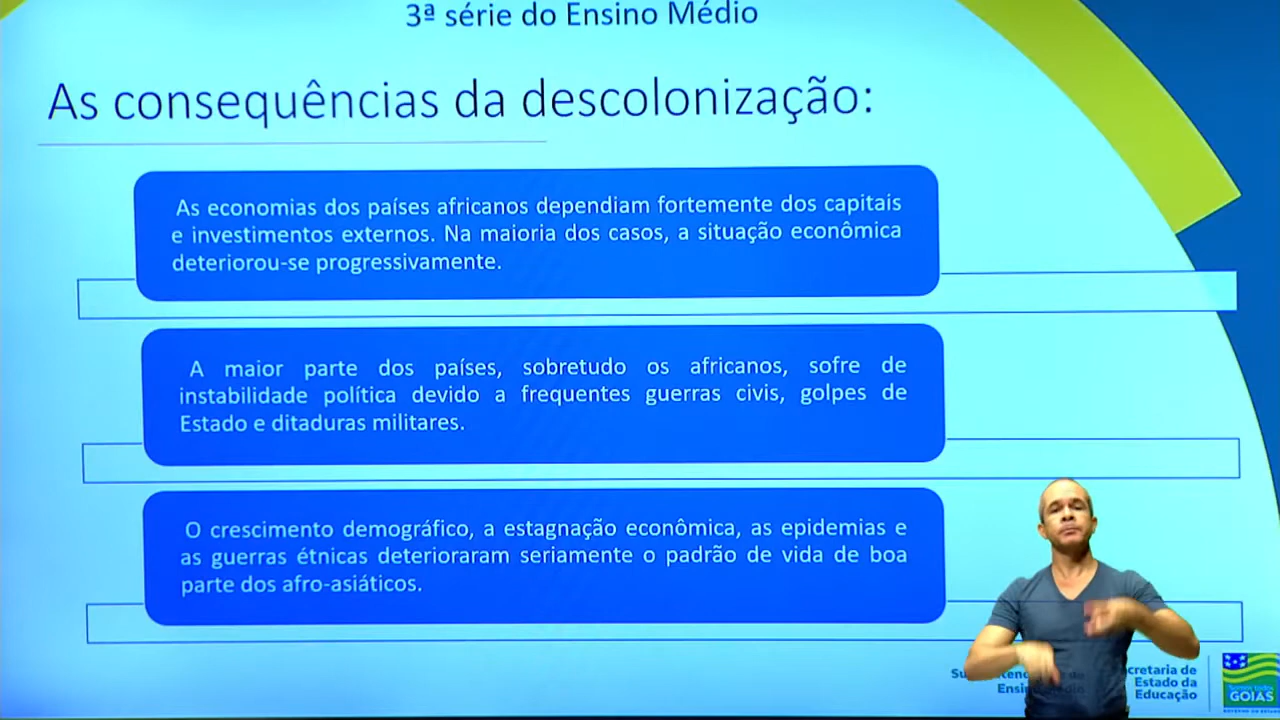 3ª série do Ensino Médio
As consequências da descolonização:
As economias dos países africanos dependiam fortemente dos capitais
e investimentos externos. Na maioria dos casos, a situação econômica
deteriorou-se progressivamente.
A maior parte dos países, sobretudo os africanos, sofre de
instabilidade política devido a frequentes guerras civis, golpes de
Estado e ditaduras militares.
O crescimento demográfico, a estagnação econômica, as epidemias e
as guerras étnicas deterioraram seriamente o padrão de vida de boa
parte dos afro-asiáticos.
Estado da
Educação
GOIÁS